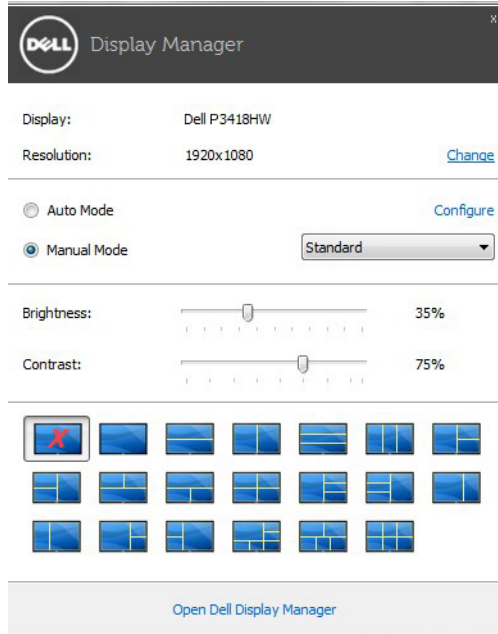 x
DELL Display Manager
Display: Dell P3418HW
Resolution: 1920x1080 Change
Auto Mode Configure
Manual Mode Standard
Brightness: 35%
Contrast: 75%
X
Open Dell Display Manager